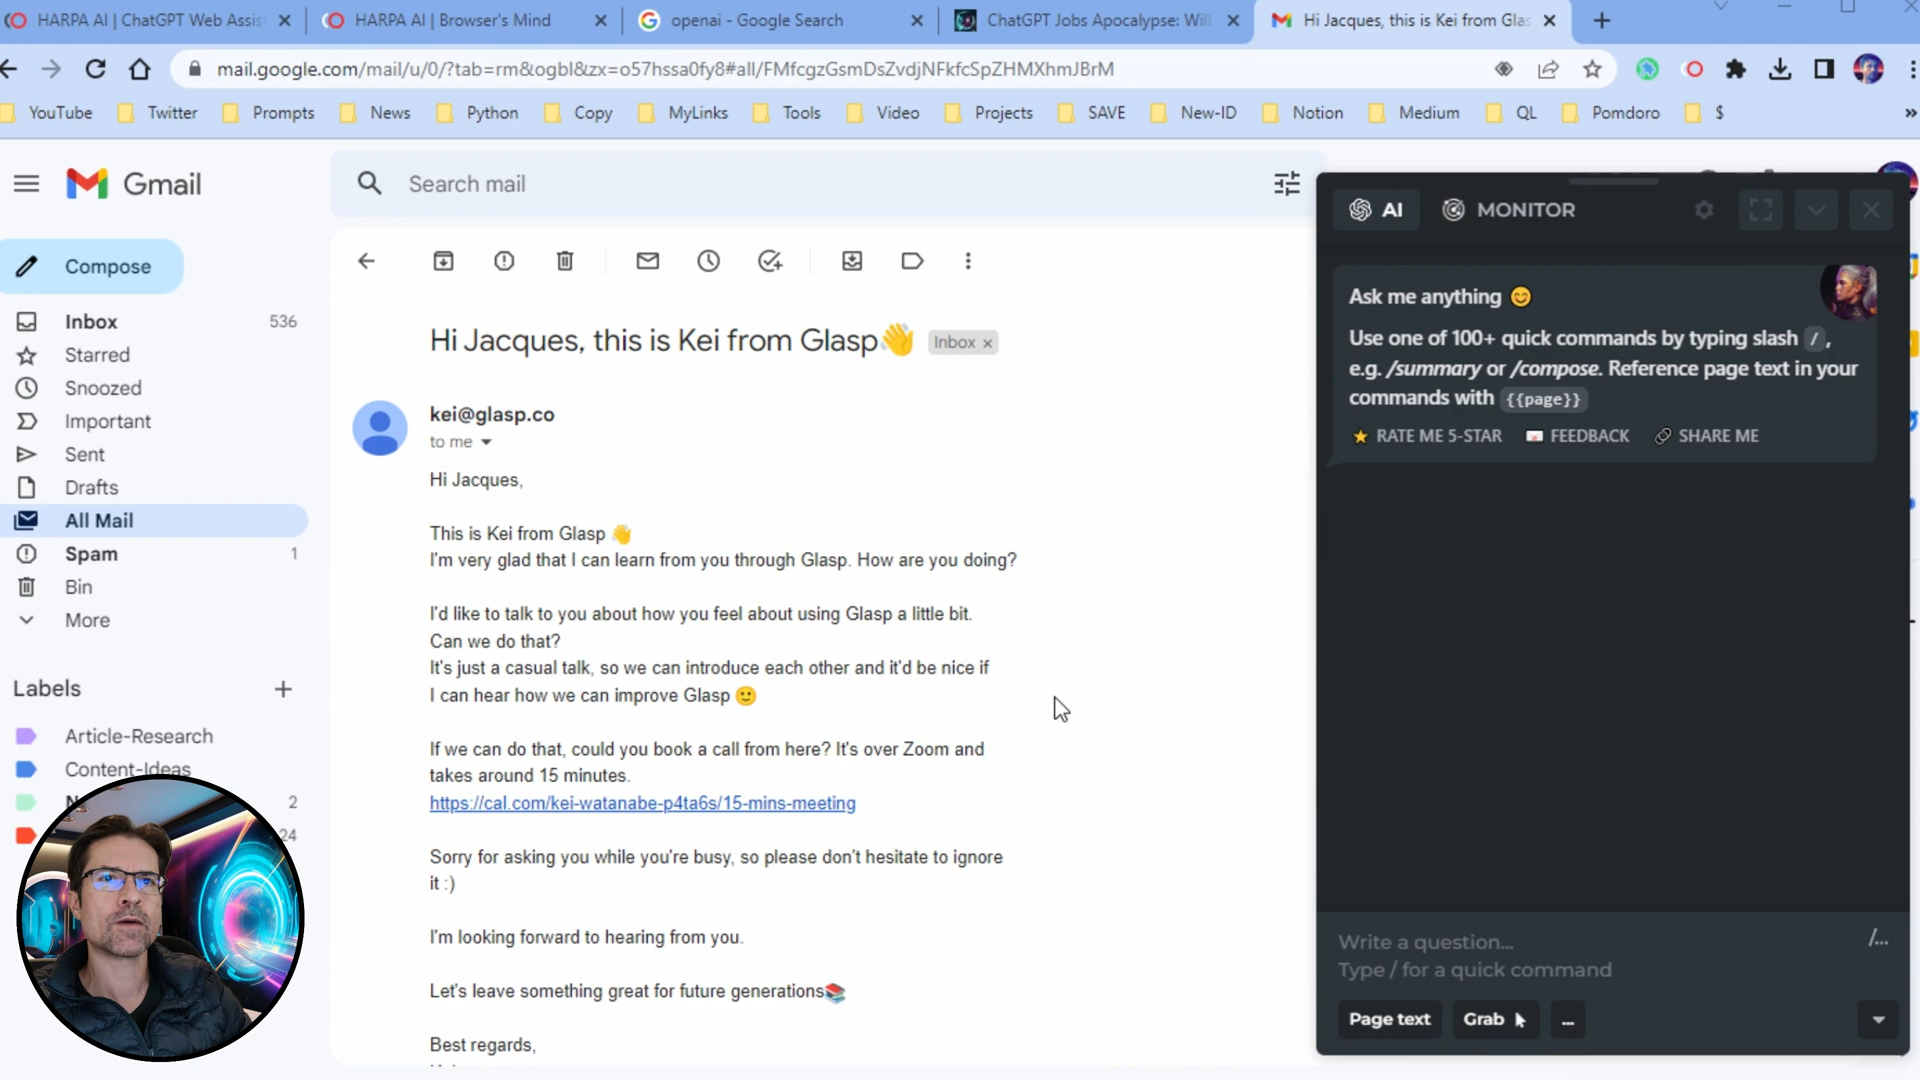 HARPA AI | ChatGPT Web Assis
HARPA AI | Browser's Mind
openai - Google Search
ChatGPT Jobs Apocalypse: Will
Hi Jacques, this is Kei from Glas
mail.google.com/mail/u/0/?tab=rm&ogbl&zx=o57hssa0fy8#all/FMfcgzGsmDsZvdjNFkfcSpZHMXhmJBrM
YouTube
Twitter
Prompts
News
Python
Copy
MyLinks
Tools
Video
Projects
SAVE
New-ID
Notion
Medium
QL
Pomdoro
$
»
Gmail
Search mail
Compose
Inbox 536
Starred
Snoozed
Important
Sent
Drafts
All Mail
Spam 1
Bin
More
Labels
Article-Research
Content-Ideas
2
24
Hi Jacques, this is Kei from Glasp👋 Inbox ×
kei@glasp.co
to me
Hi Jacques,
This is Kei from Glasp 👋
I'm very glad that I can learn from you through Glasp. How are you doing?
I'd like to talk to you about how you feel about using Glasp a little bit.
Can we do that?
It's just a casual talk, so we can introduce each other and it'd be nice if
I can hear how we can improve Glasp 🙂
If we can do that, could you book a call from here? It's over Zoom and
takes around 15 minutes.
https://cal.com/kei-watanabe-p4ta6s/15-mins-meeting
Sorry for asking you while you're busy, so please don't hesitate to ignore
it :)
I'm looking forward to hearing from you.
Let's leave something great for future generations📚
Best regards,
AI
MONITOR
Ask me anything 😊
Use one of 100+ quick commands by typing slash / ,
e.g. /summary or /compose. Reference page text in your
commands with {{page}}
RATE ME 5-STAR
FEEDBACK
SHARE ME
Write a question...
Type / for a quick command
/...
Page text
Grab
...